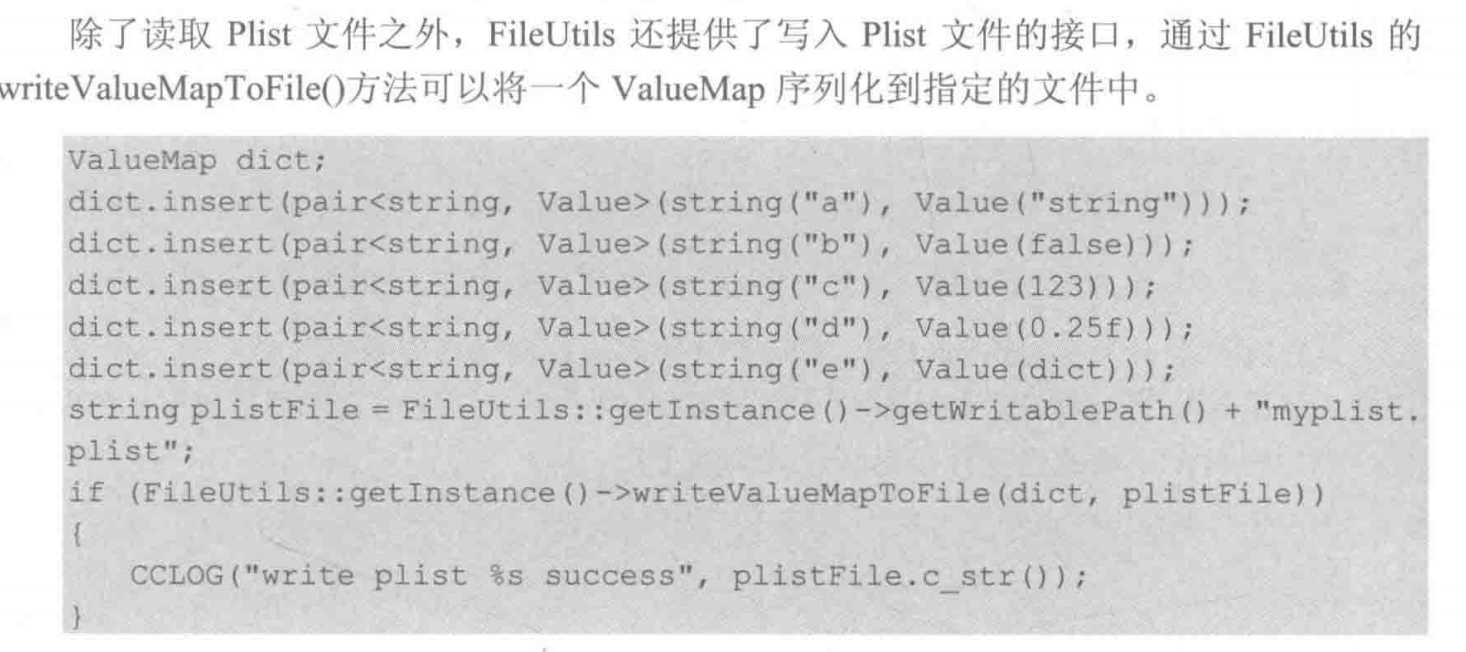 除了读取 Plist 文件之外，FileUtils 还提供了写入 Plist 文件的接口，通过 FileUtils 的
writeValueMapToFile()方法可以将一个 ValueMap 序列化到指定的文件中。
ValueMap dict;
dict.insert(pair<string, Value>(string("a"), Value("string")));
dict.insert(pair<string, Value>(string("b"), Value(false)));
dict.insert(pair<string, Value>(string("c"), Value(123)));
dict.insert(pair<string, Value>(string("d"), Value(0.25f)));
dict.insert(pair<string, Value>(string("e"), Value(dict)));
string plistFile = FileUtils::getInstance()->getWritablePath() + "myplist.
plist";
if (FileUtils::getInstance()->writeValueMapToFile(dict, plistFile))
{
CCLOG("write plist %s success", plistFile.c_str());
}